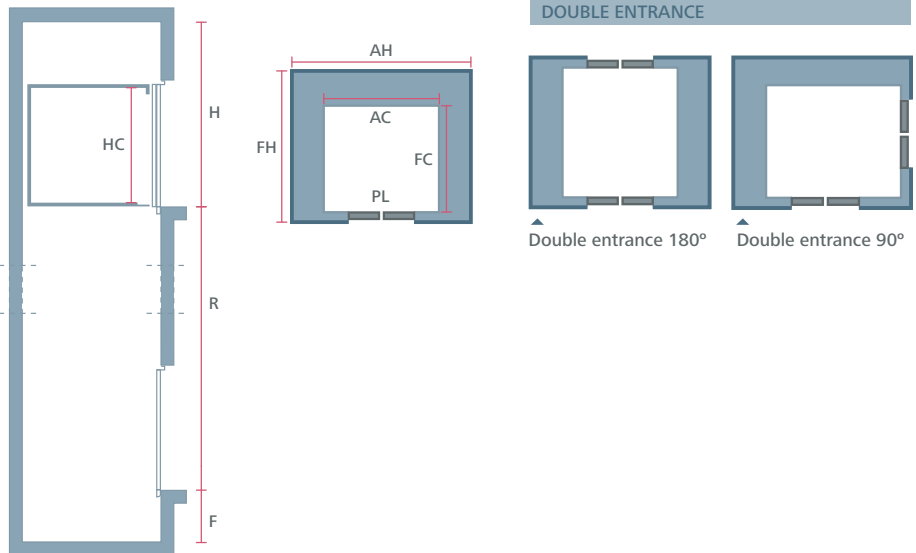 DOUBLE ENTRANCE
AH
H
HC
FH
AC
FC
PL
Double entrance 180º
Double entrance 90º
R
F